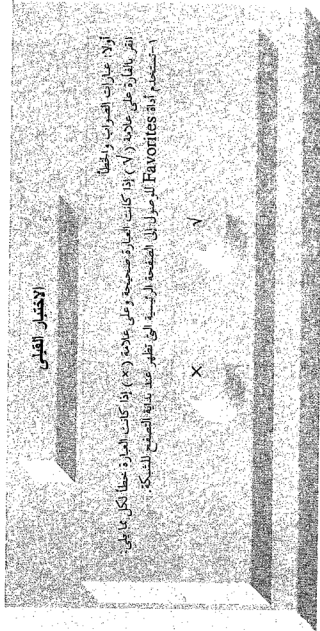 الاختبار القبلي
أولا: عبارات الصواب والخطأ
انقر بالفأرة على علامة (√) إذا كانت العبارة صحيحة وعلى علامة (×) إذا كانت العبارة خطأ لكل مما يلي:
١-تستخدم أداة Favorites للوصول إلى الصفحة الرئيسية التي تظهر عند بداية التصفح للشبكة.
√
×